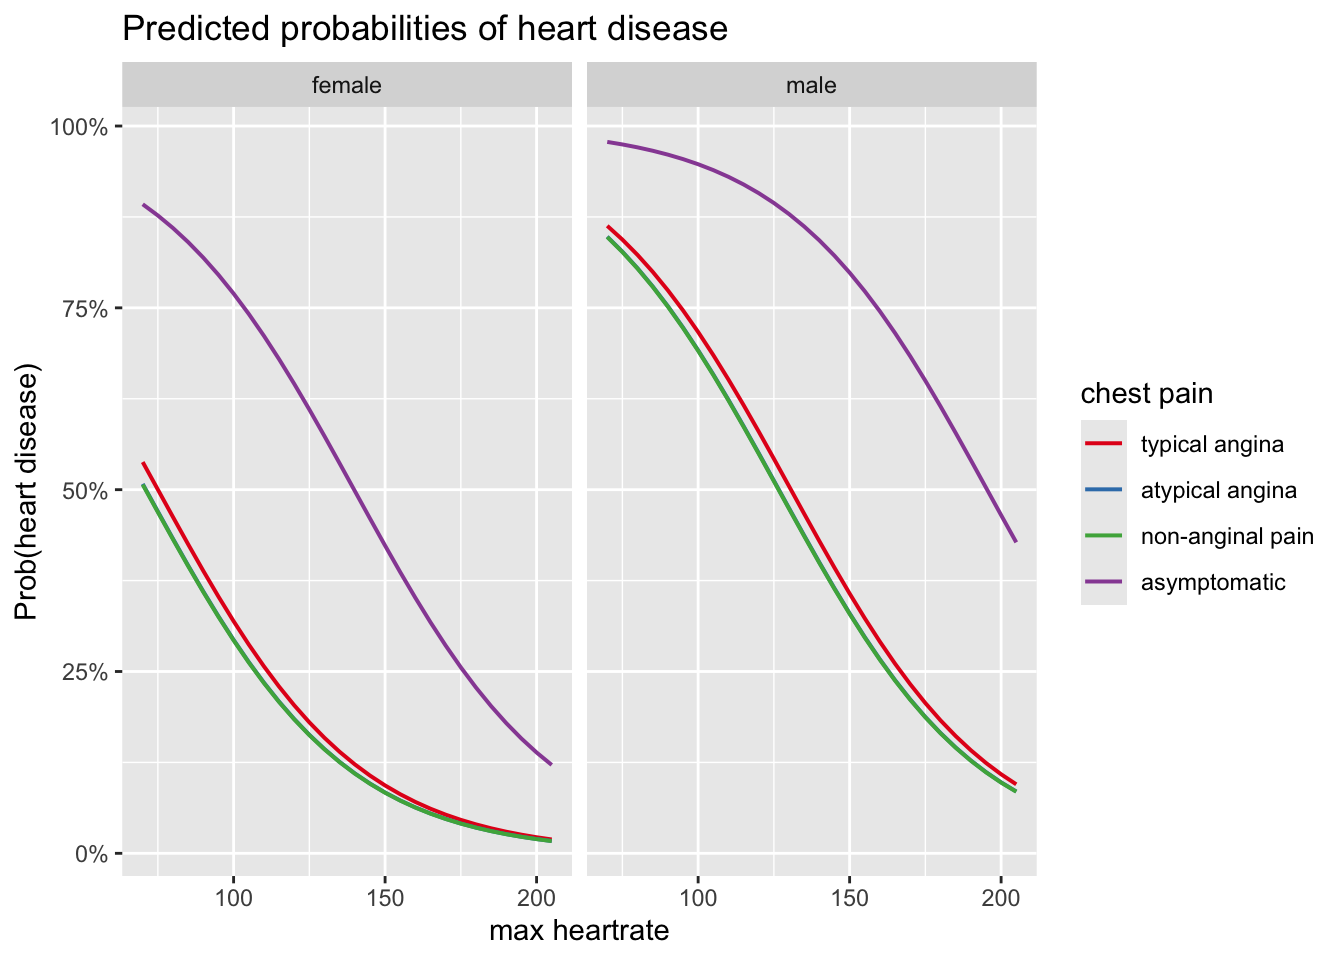 Predicted probabilities of heart disease
female
male
100%
75%
50%
25%
0%
Prob(heart disease)
100 150 200
100 150 200
max heartrate
chest pain
typical angina
atypical angina
non-anginal pain
asymptomatic